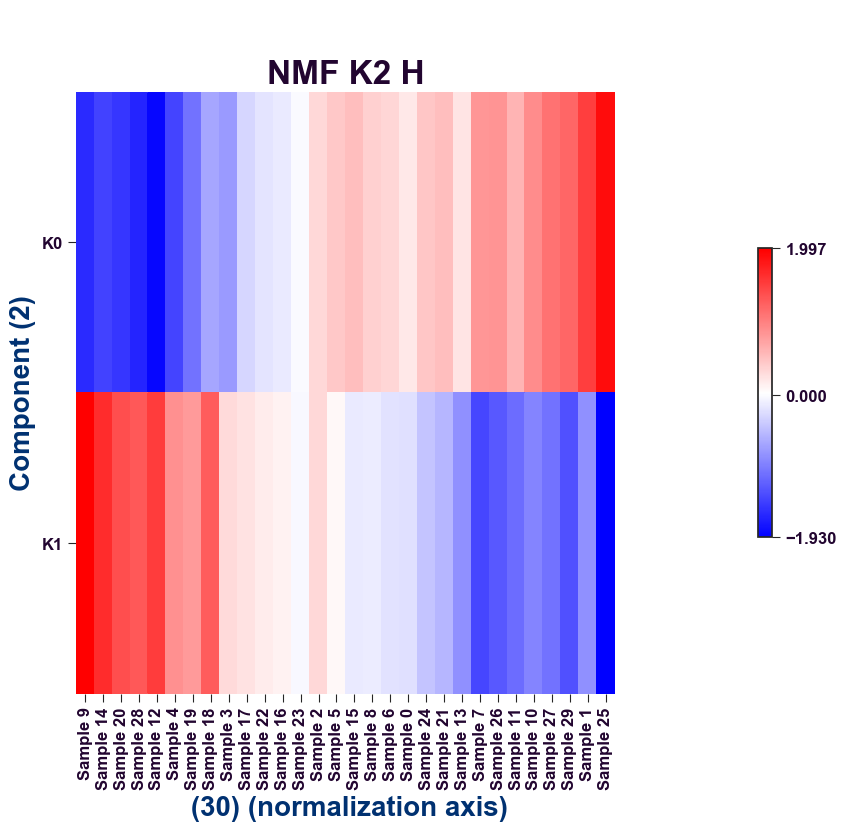 NMF K2 H
K0
K1
Component (2)
1.997
0.000
−1.930
Sample 9
Sample 14
Sample 20
Sample 28
Sample 12
Sample 4
Sample 19
Sample 18
Sample 3
Sample 17
Sample 22
Sample 16
Sample 23
Sample 2
Sample 5
Sample 15
Sample 8
Sample 6
Sample 0
Sample 24
Sample 21
Sample 13
Sample 7
Sample 26
Sample 11
Sample 10
Sample 27
Sample 29
Sample 1
Sample 25
(30) (normalization axis)